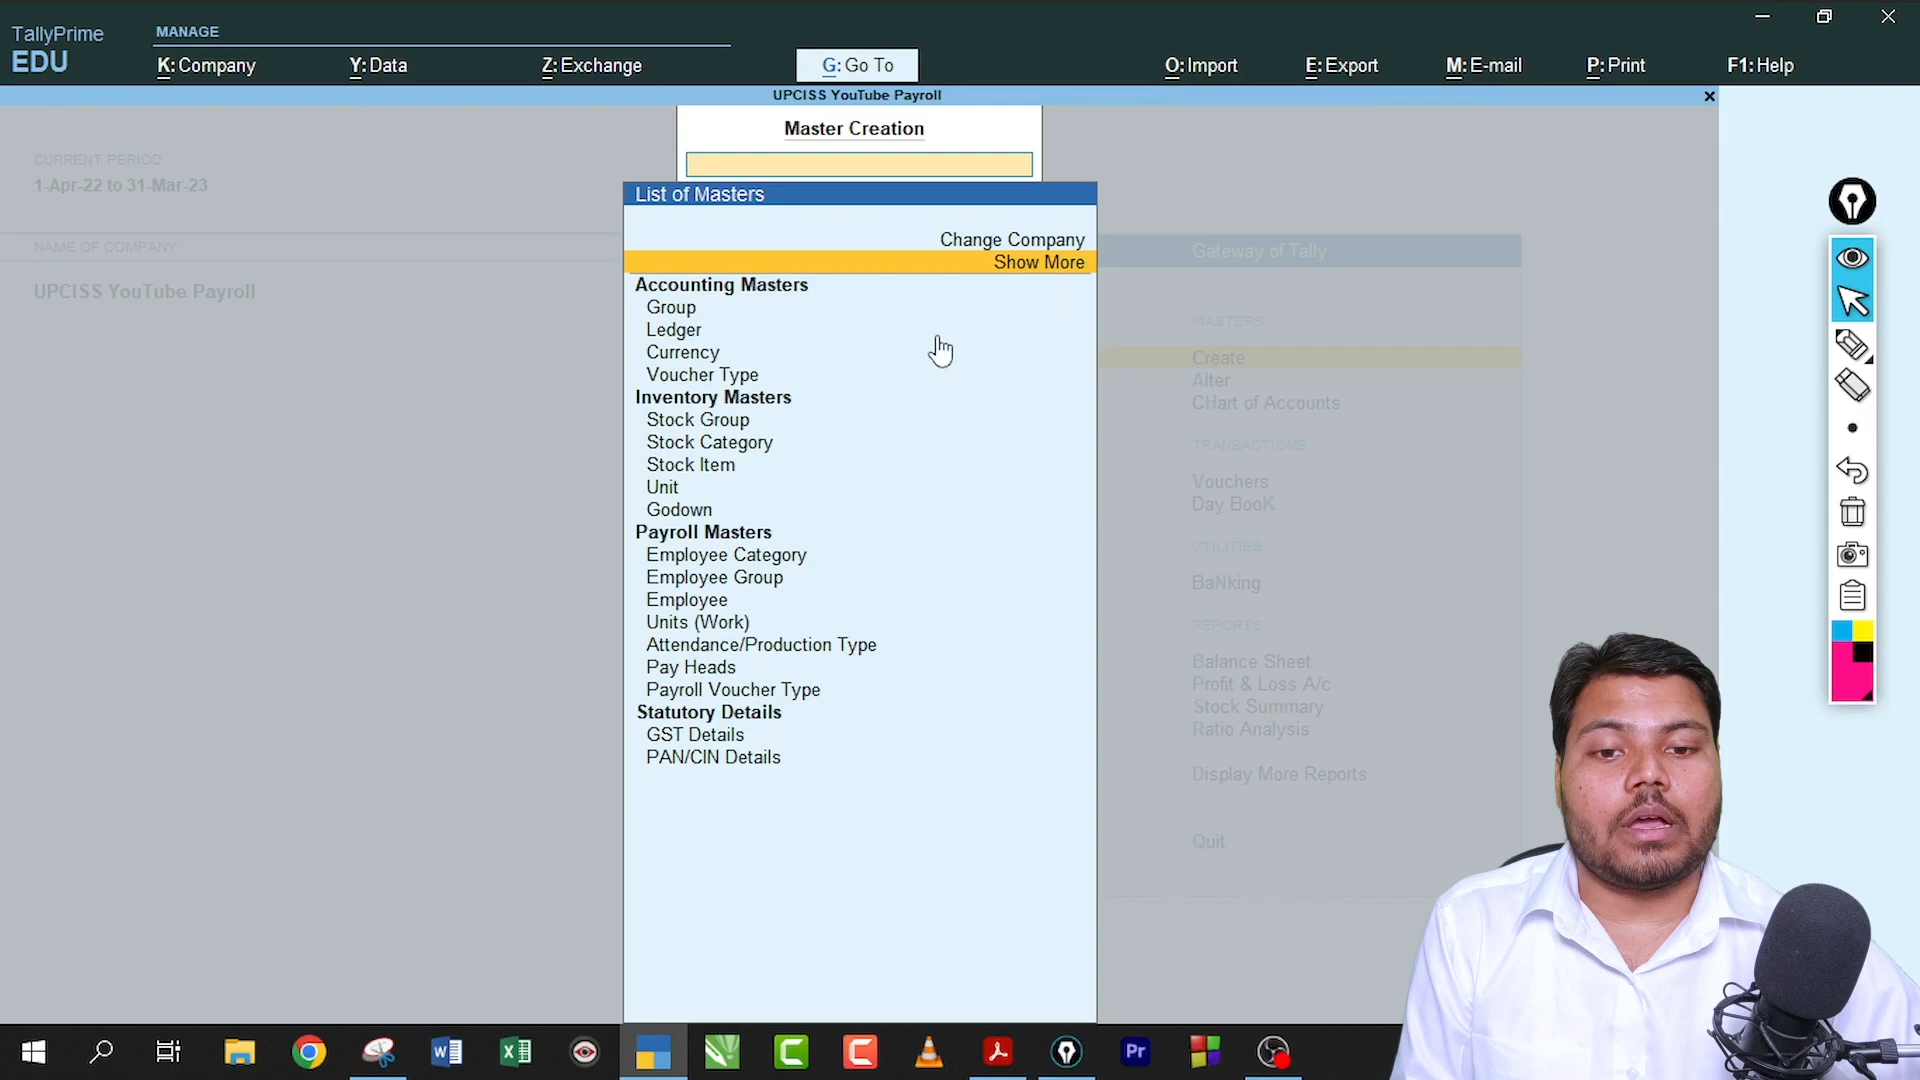 TallyPrime
EDU
MANAGE
K: Company
Y: Data
Z: Exchange
G: Go To
O: Import
E: Export
M: E-mail
P: Print
F1: Help
UPCISS YouTube Payroll
Master Creation
CURRENT PERIOD
1-Apr-22 to 31-Mar-23
NAME OF COMPANY
UPCISS YouTube Payroll
List of Masters
Change Company
Show More
Accounting Masters
Group
Ledger
Currency
Voucher Type
Inventory Masters
Stock Group
Stock Category
Stock Item
Unit
Godown
Payroll Masters
Employee Category
Employee Group
Employee
Units (Work)
Attendance/Production Type
Pay Heads
Payroll Voucher Type
Statutory Details
GST Details
PAN/CIN Details
Gateway of Tally
MASTERS
Create
Alter
CHart of Accounts
TRANSACTIONS
Vouchers
Day BooK
UTILITIES
BaNking
REPORTS
Balance Sheet
Profit & Loss A/c
Stock Summary
Ratio Analysis
Display More Reports
Quit
Pr